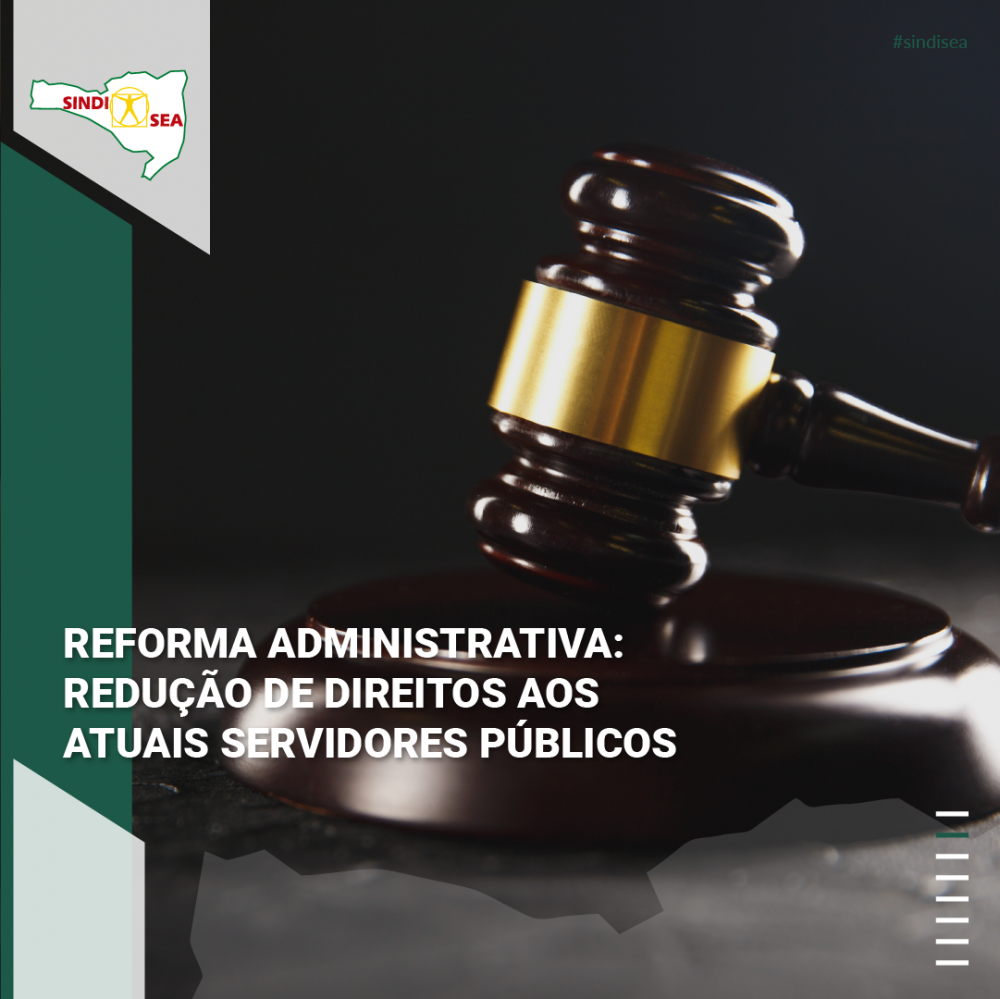 #sindisea
SINDI
SEA
REFORMA ADMINISTRATIVA:
REDUÇÃO DE DIREITOS AOS
ATUAIS SERVIDORES PÚBLICOS